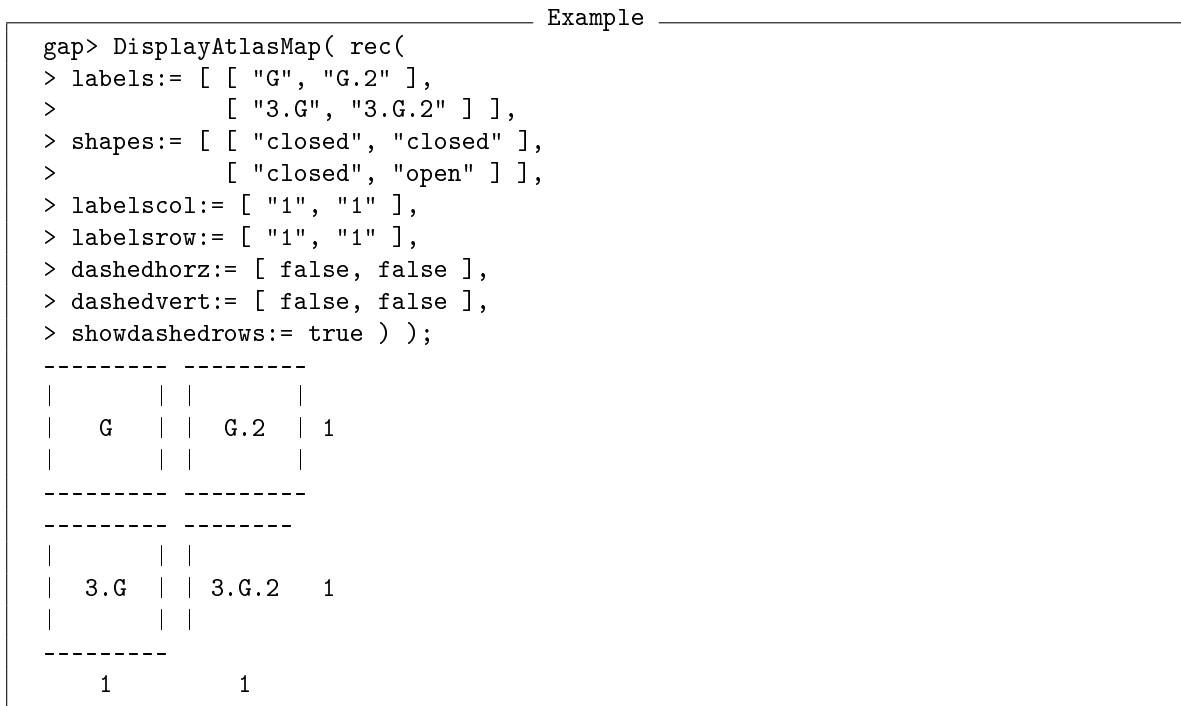 Example
gap> DisplayAtlasMap( rec(
> labels:= [ [ "G", "G.2" ],
>            [ "3.G", "3.G.2" ] ],
> shapes:= [ [ "closed", "closed" ],
>            [ "closed", "open" ] ],
> labelscol:= [ "1", "1" ],
> labelsrow:= [ "1", "1" ],
> dashedhorz:= [ false, false ],
> dashedvert:= [ false, false ],
> showdashedrows:= true ) );
--------- ---------
|       | |       |
|   G   | |  G.2  | 1
|       | |       |
--------- ---------
--------- --------
|       | |
|  3.G  | | 3.G.2   1
|       | |
---------
    1        1